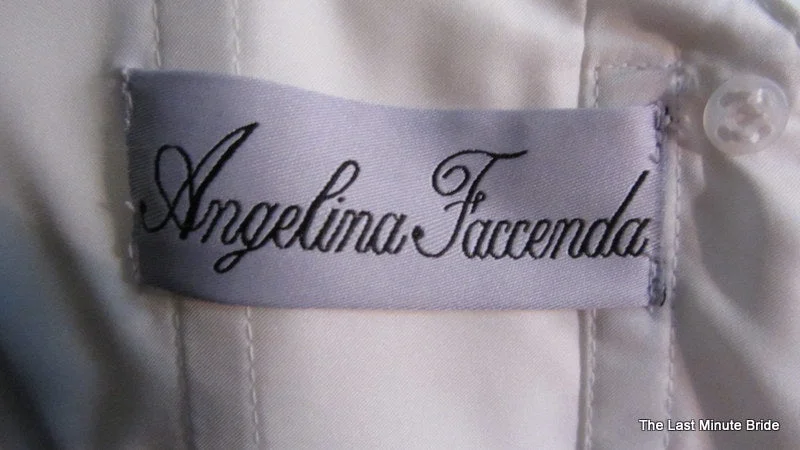 Angelina Faccenda
The Last Minute Bride